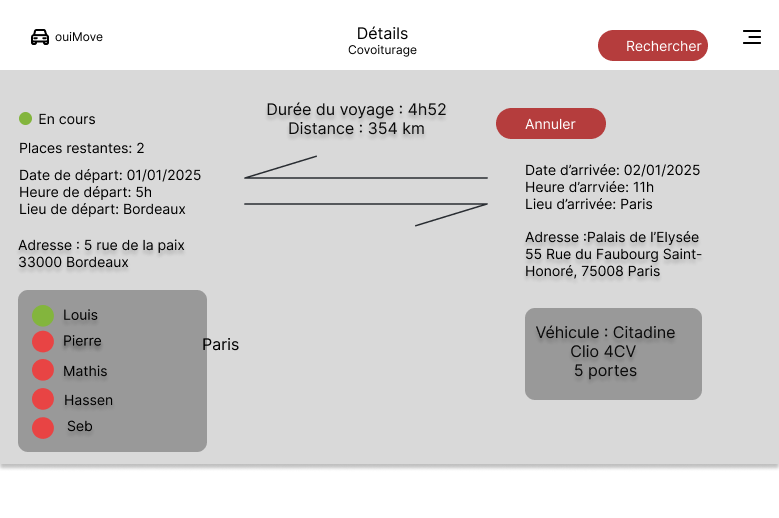 ouiMove
Détails
Covoiturage
Rechercher
En cours
Places restantes: 2
Date de départ: 01/01/2025
Heure de départ: 5h
Lieu de départ: Bordeaux
Adresse : 5 rue de la paix
33000 Bordeaux
Durée du voyage : 4h52
Distance : 354 km
Annuler
Date d’arrivée: 02/01/2025
Heure d’arrviée: 11h
Lieu d’arrivée: Paris
Adresse :Palais de l’Elysée
55 Rue du Faubourg Saint-
Honoré, 75008 Paris
Louis
Pierre
Mathis
Hassen
Seb
Paris
Véhicule : Citadine
Clio 4CV
5 portes